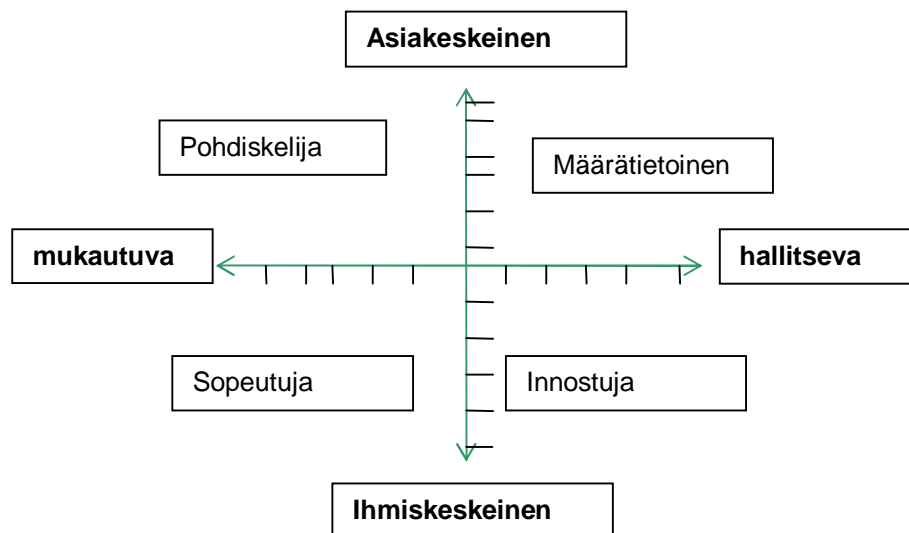 Asiakeskeinen
Pohdiskelija
Määrätietoinen
mukautuva
hallitseva
Sopeutuja
Innostuja
Ihmiskeskeinen